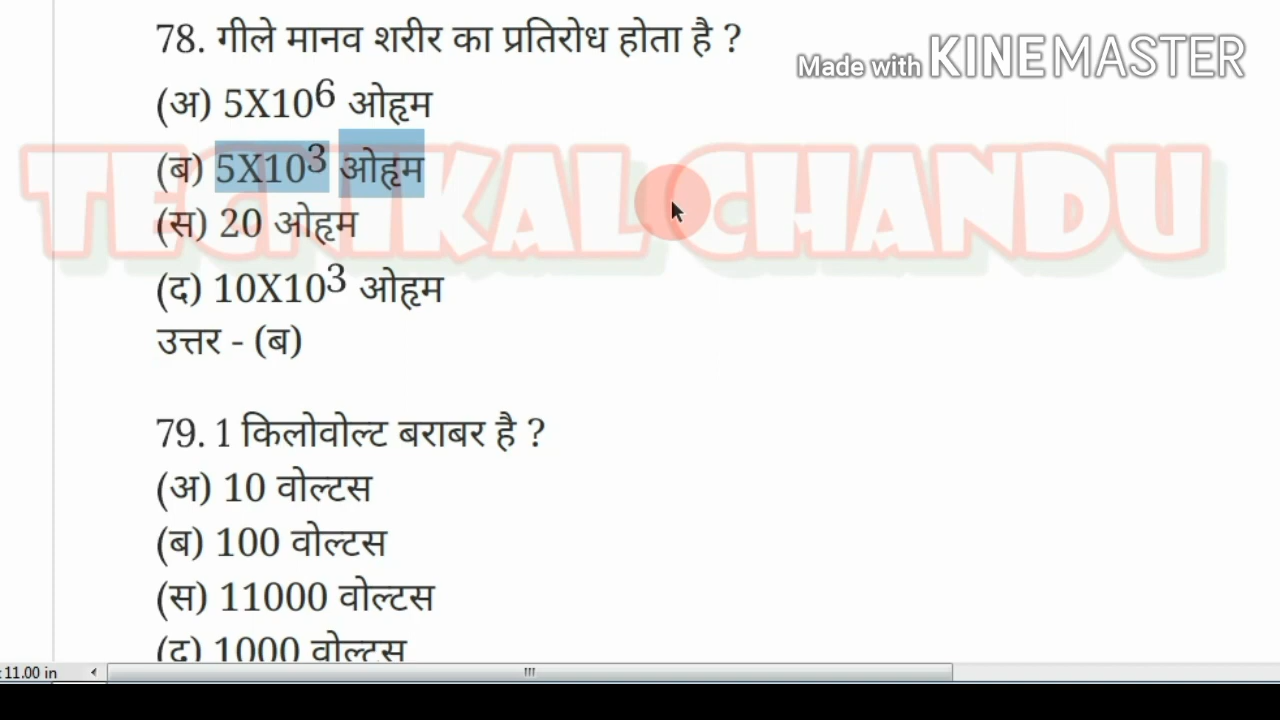 78. गीले मानव शरीर का प्रतिरोध होता है ?
Made with KINEMASTER
(अ) 5X10⁶ ओहृम
(ब) 5X10³ ओहृम
TECNIKAL CHANDU
(स) 20 ओहृम
(द) 10X10³ ओहृम
उत्तर - (ब)
79. 1 किलोवोल्ट बराबर है ?
(अ) 10 वोल्टस
(ब) 100 वोल्टस
(स) 11000 वोल्टस
(द) 1000 वोल्टस
: 11.00 in